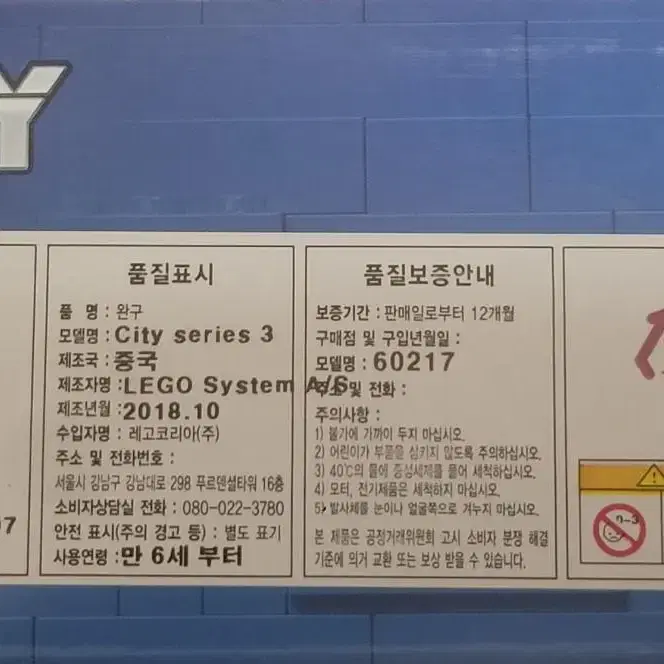 Y
품질표시
품 명 : 완구
모델명 : City series 3
제조국 : 중국
제조자명 : LEGO System A/S
제조년월 : 2018.10
수입자명 : 레고코리아(주)
주소 및 전화번호 :
서울시 강남구 강남대로 298 푸르덴셜타워 16층
소비자상담실 전화 : 080-022-3780
안전 표시(주의 경고 등) : 별도 표기
사용연령 : 만 6세 부터
품질보증안내
보증기간 : 판매일로부터 12개월
구매점 및 구입년월일 :
모델명 : 60217
주소 및 전화 :
주의사항 :
1) 불가에 가까이 두지 마십시오.
2) 어린이가 부품을 삼키지 않도록 주의하십시오.
3) 40℃의 물에 중성세제를 풀어 세척하십시오.
4) 모터, 전기제품은 세척하지 마십시오.
5) 발사체를 눈이나 얼굴쪽으로 겨누지 마십시오.
본 제품은 공정거래위원회 고시 소비자 분쟁 해결
기준에 의거 교환 또는 보상 받을 수 있습니다.
7
0-3